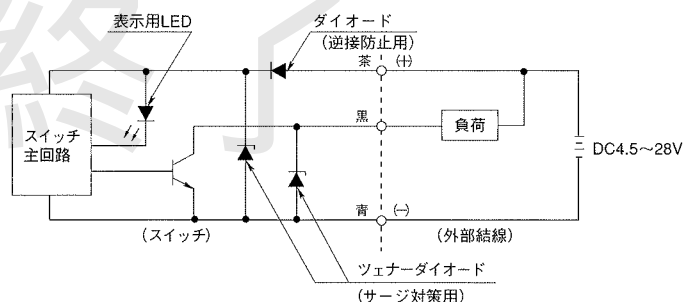 表示用LED
ダイオード
(逆接防止用)
茶
(+)
黒
負荷
スイッチ
主回路
DC4.5～28V
青
(−)
(スイッチ)
(外部結線)
ツェナーダイオード
(サージ対策用)
終了